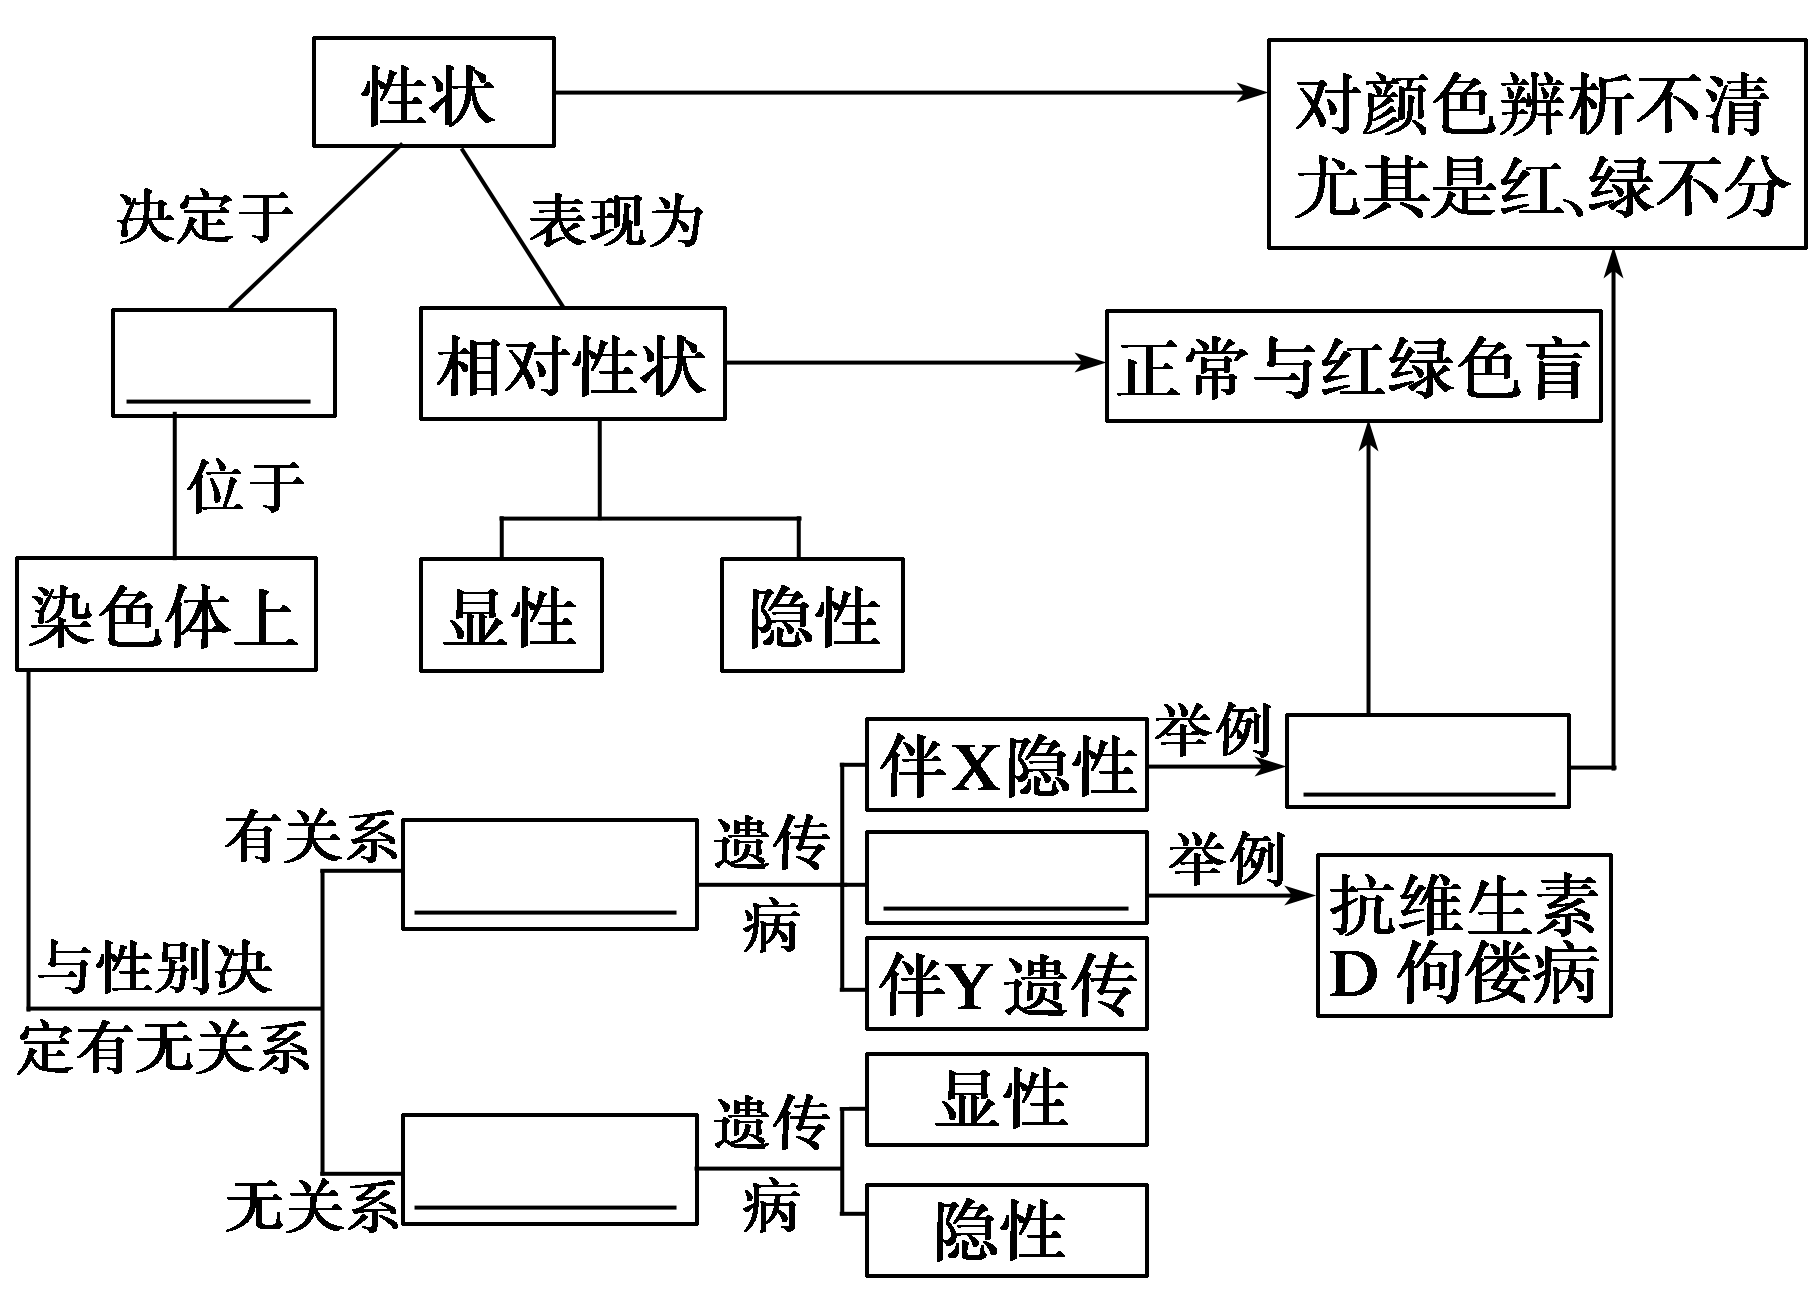 性状
对颜色辨析不清
尤其是红、绿不分
决定于
表现为
相对性状
正常与红绿色盲
位于
染色体上
显性
隐性
伴X隐性
举例
有关系
遗传
病
举例
抗维生素
D佝偻病
伴Y遗传
与性别决
定有无关系
显性
遗传
病
无关系
隐性